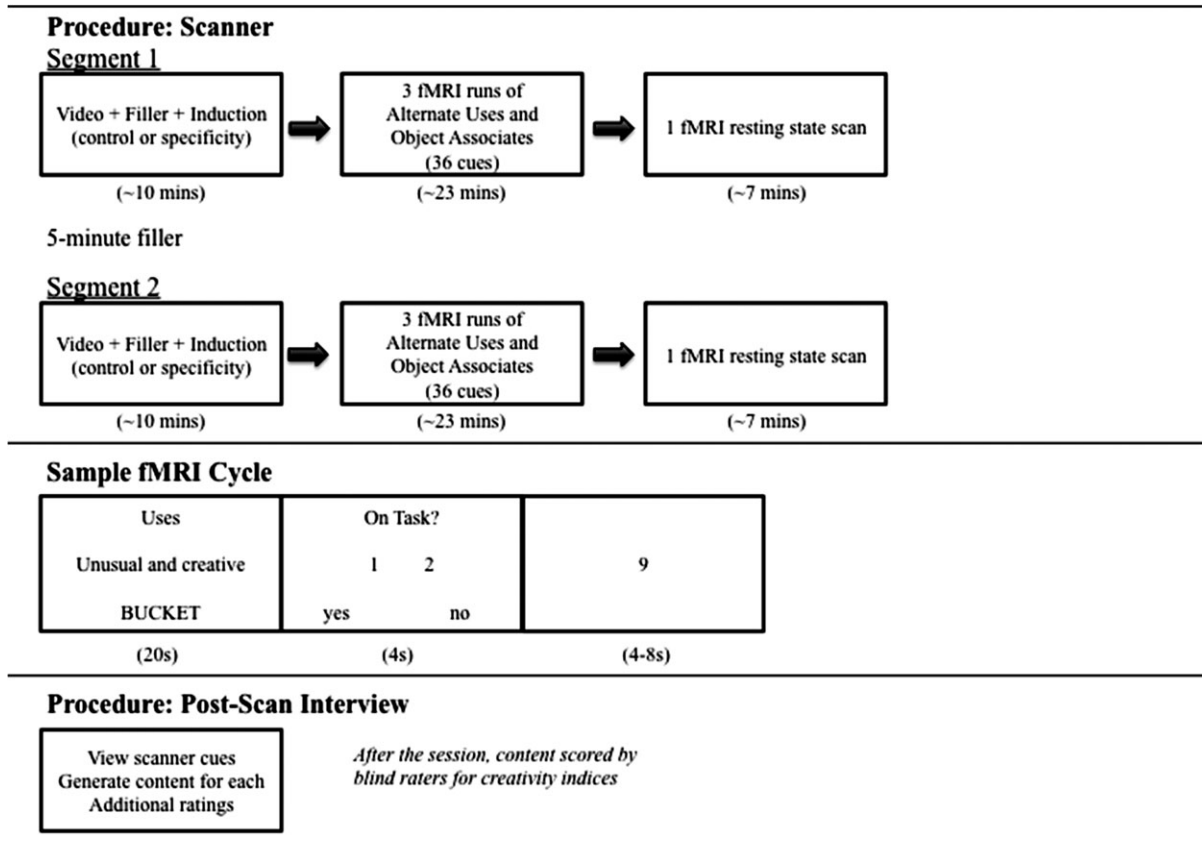 Procedure: Scanner
Segment 1
Video + Filler + Induction
(control or specificity)
(~10 mins)
3 fMRI runs of
Alternate Uses and
Object Associates
(36 cues)
(~23 mins)
1 fMRI resting state scan
(~7 mins)
5-minute filler
Segment 2
Video + Filler + Induction
(control or specificity)
(~10 mins)
3 fMRI runs of
Alternate Uses and
Object Associates
(36 cues)
(~23 mins)
1 fMRI resting state scan
(~7 mins)
Sample fMRI Cycle
Uses
Unusual and creative
BUCKET
(20s)
On Task?
1 2
yes no
(4s)
9
(4-8s)
Procedure: Post-Scan Interview
View scanner cues
Generate content for each
Additional ratings
After the session, content scored by
blind raters for creativity indices